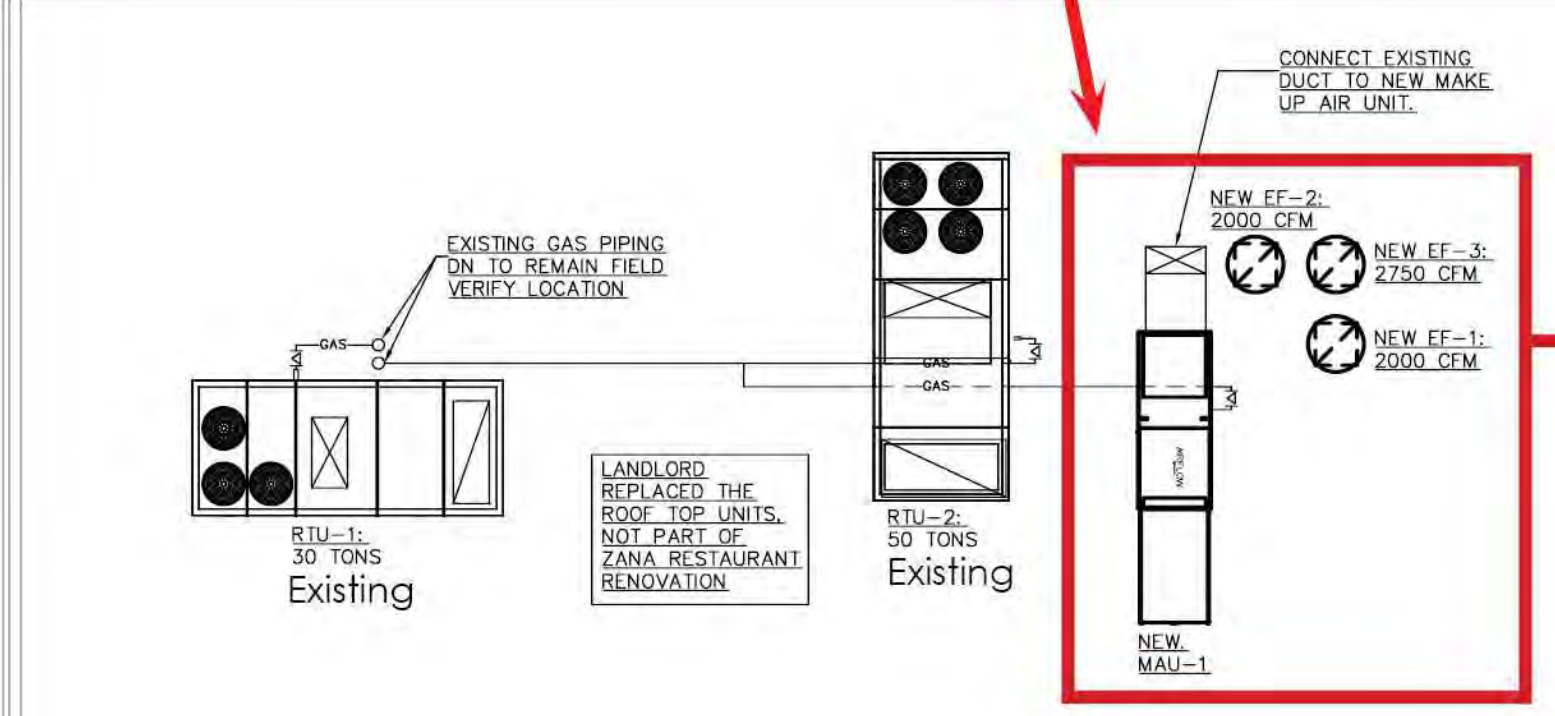 CONNECT EXISTING
DUCT TO NEW MAKE
UP AIR UNIT.
NEW EF-2:
2000 CFM
NEW EF-3:
2750 CFM
NEW EF-1:
2000 CFM
EXISTING GAS PIPING
DN TO REMAIN FIELD
VERIFY LOCATION
GAS
GAS
GAS
LANDLORD
REPLACED THE
ROOF TOP UNITS,
NOT PART OF
ZANA RESTAURANT
RENOVATION
RTU-1:
30 TONS
Existing
RTU-2:
50 TONS
Existing
AIRFLOW
NEW.
MAU-1